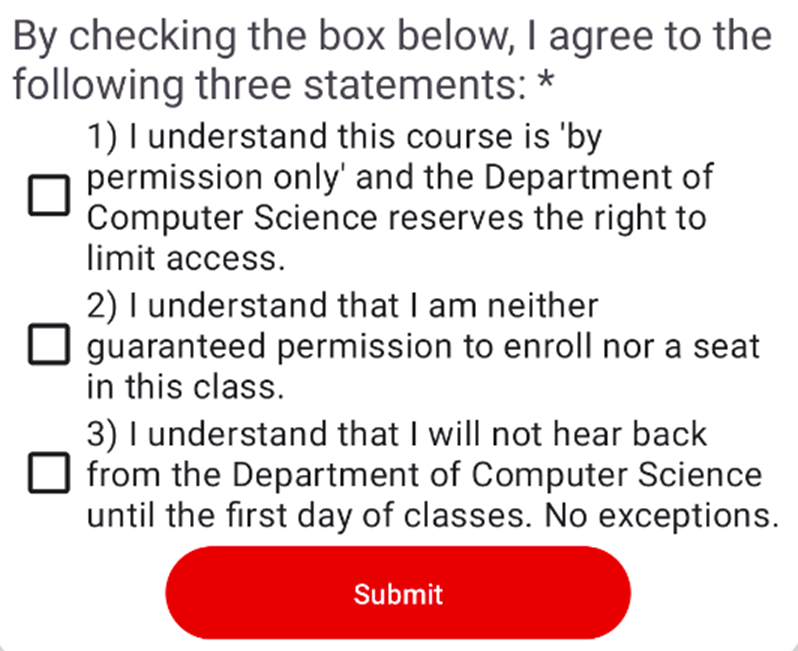 By checking the box below, I agree to the
following three statements: *
1) I understand this course is 'by
permission only' and the Department of
Computer Science reserves the right to
limit access.
2) I understand that I am neither
guaranteed permission to enroll nor a seat
in this class.
3) I understand that I will not hear back
from the Department of Computer Science
until the first day of classes. No exceptions.
Submit